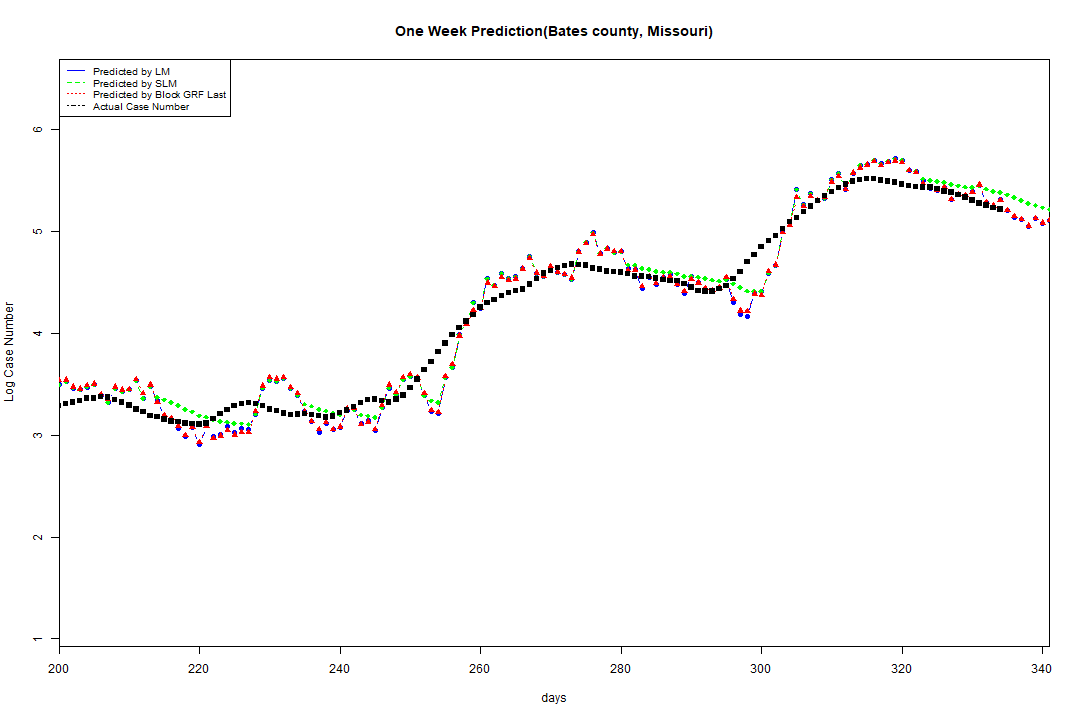 One Week Prediction(Bates county, Missouri)
Predicted by LM
Predicted by SLM
Predicted by Block GRF Last
Actual Case Number
Log Case Number
6
5
4
3
2
1
200 220 240 260 280 300 320 340
days